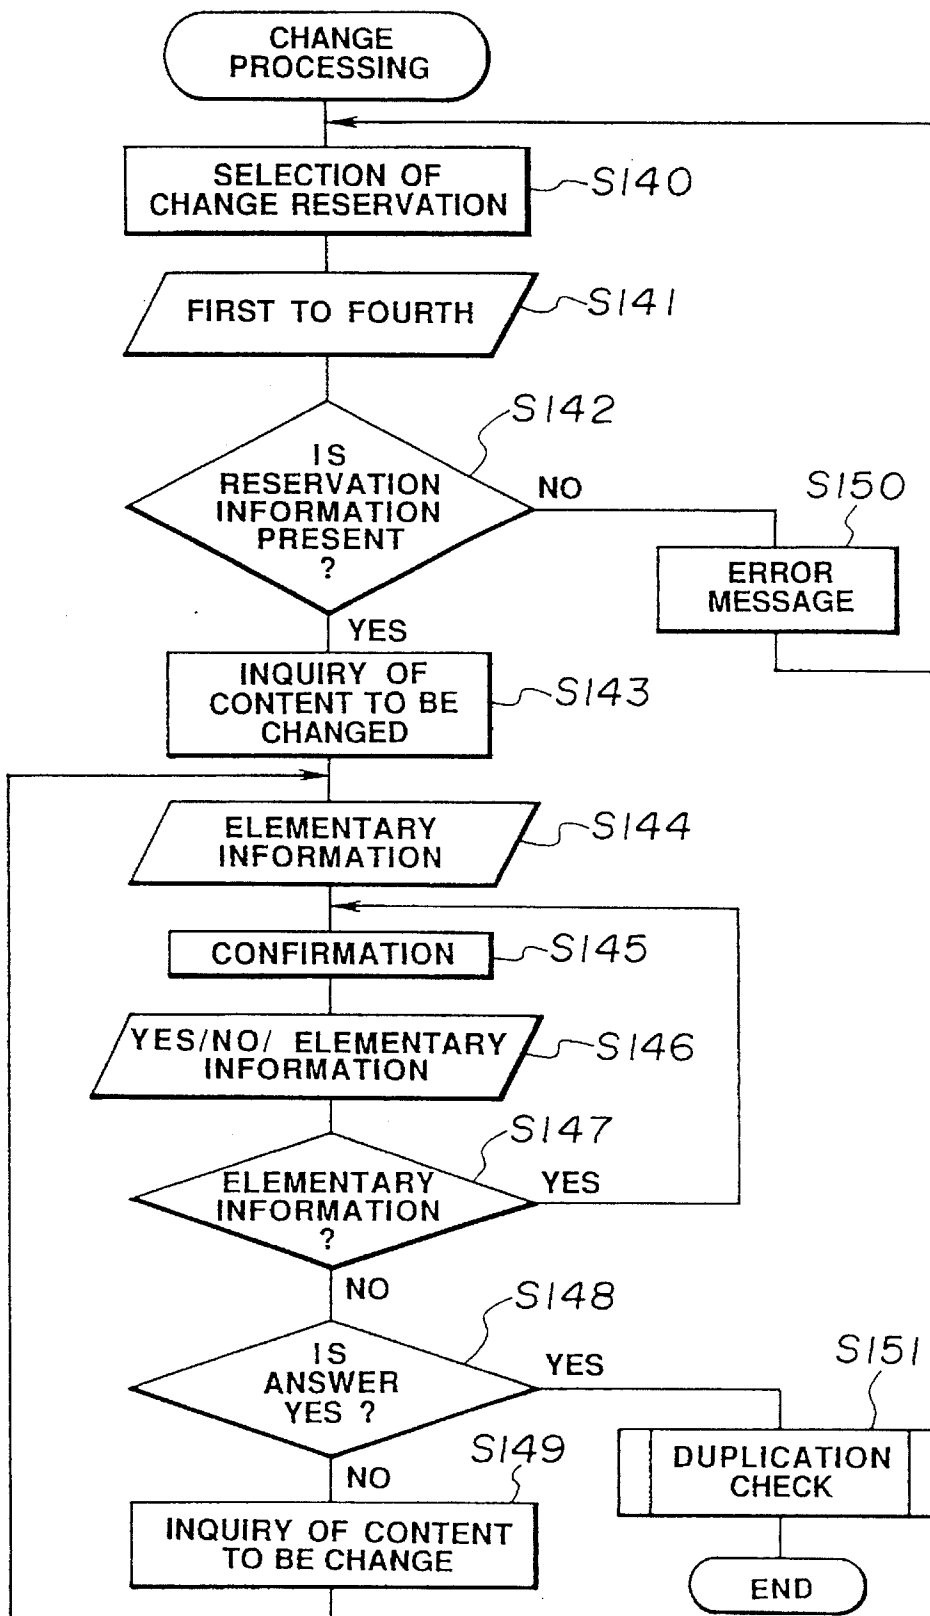 CHANGE
PROCESSING
SELECTION OF
CHANGE RESERVATION
S140
FIRST TO FOURTH
S141
S142
IS
RESERVATION
INFORMATION
PRESENT
?
NO
S150
ERROR
MESSAGE
YES
INQUIRY OF
CONTENT TO BE
CHANGED
S143
ELEMENTARY
INFORMATION
S144
CONFIRMATION
S145
YES/NO/ ELEMENTARY
INFORMATION
S146
S147
ELEMENTARY
INFORMATION
?
YES
NO
S148
IS
ANSWER
YES ?
YES
S151
NO
S149
DUPLICATION
CHECK
INQUIRY OF CONTENT
TO BE CHANGE
END